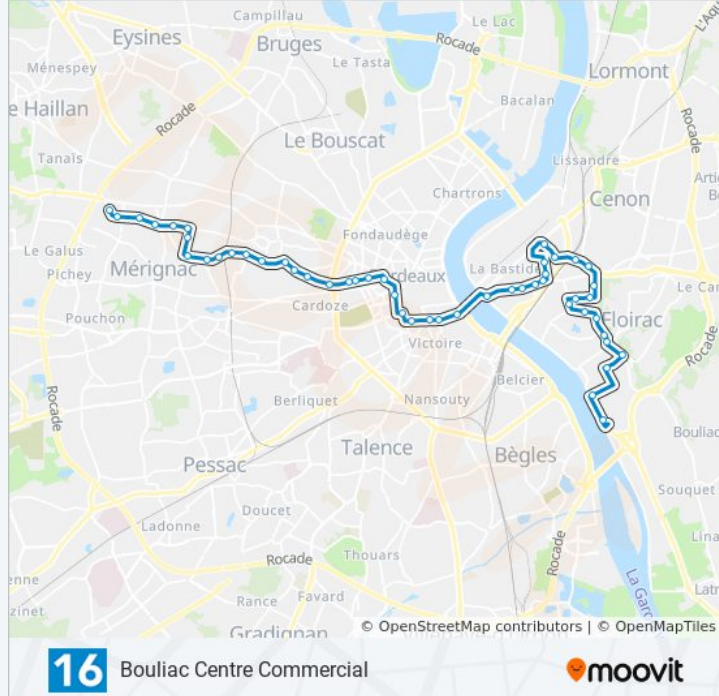 Campillau
Le Lac
Eysines
Bruges
Rocade
Ménespey
Le Tasta
Lormont
Le Haillan
Rocade
Bacalan
Rocade
Le Bouscat
Tanaïs
Lissandre
Chartrons
Cenon
Fondaudège
Le Galus
Mérignac
La Bastide
Pichey
Cardoze
Floirac
Pouchon
Victoire
Rocade
Rocade
Belcier
Berliquet
Nansouty
Talence
Bègles
Pessac
Doucet
Souquet
Ladonne
Rocade
Thouars
Rocade
Rance
Favard
Gradignan
© OpenStreetMap contributors | © OpenMapTiles
16 Bouliac Centre Commercial
moovit